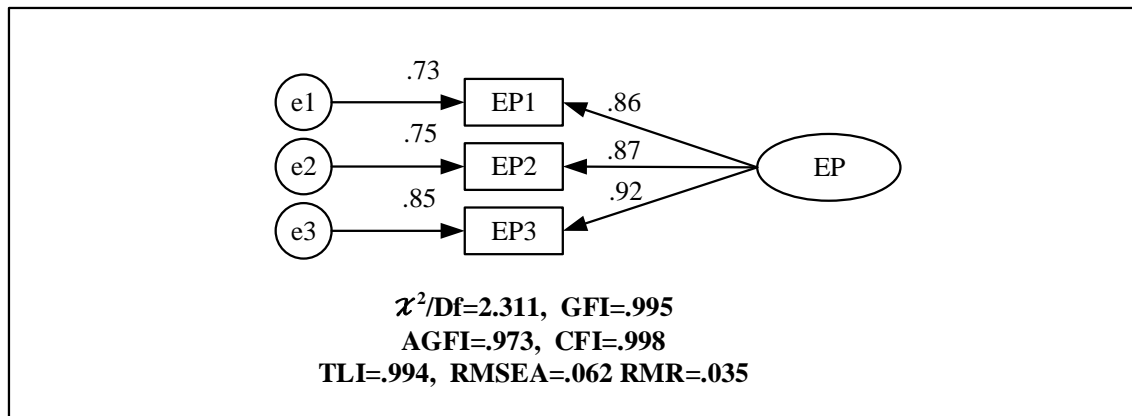 .73
e1 EP1 .86
.75
e2 EP2 .87 EP
.85 .92
e3 EP3
𝒳²/Df=2.311, GFI=.995
AGFI=.973, CFI=.998
TLI=.994, RMSEA=.062 RMR=.035